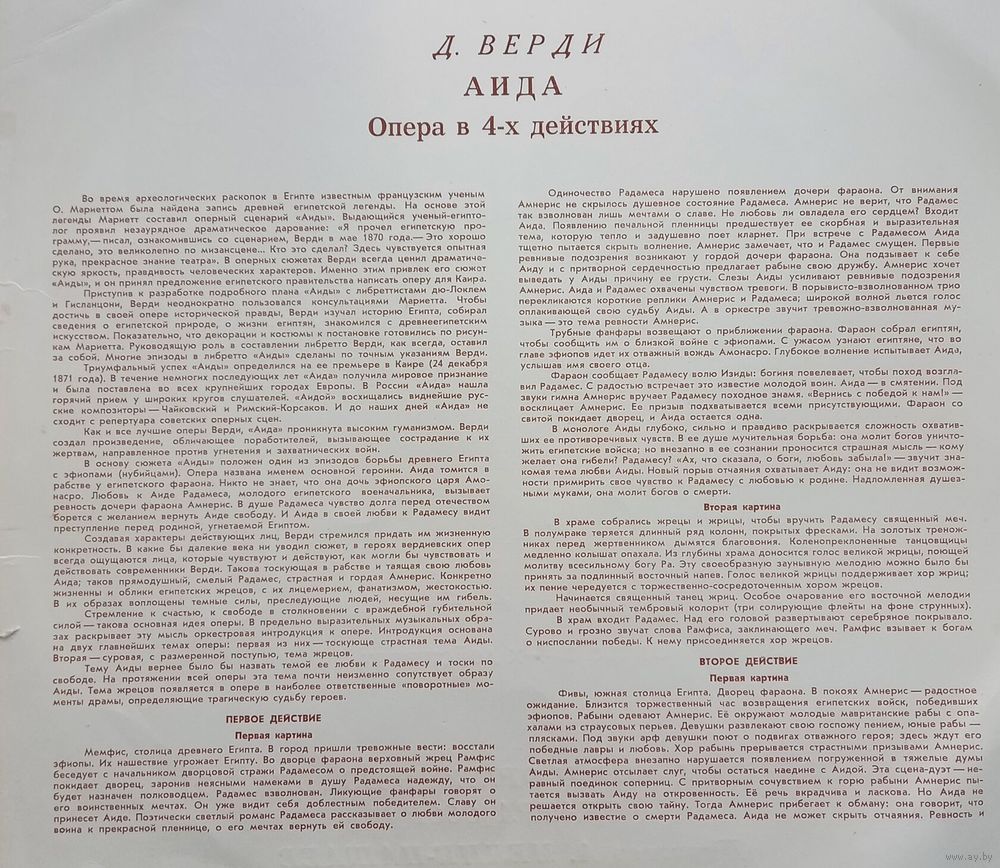 Д. ВЕРДИ
АИДА
Опера в 4-х действиях
Во время археологических раскопок в Египте известным французским ученым
О. Мариеттом была найдена запись древней египетской легенды. На основе этой
легенды Мариетт составил оперный сценарий «Аиды». Выдающийся ученый-египто-
лог проявил незаурядное драматическое дарование: «Я прочел египетскую про-
грамму,— писал, ознакомившись со сценарием, Верди в мае 1870 года.— Это хорошо
сделано, это великолепно по мизансцене... Кто это сделал? Здесь чувствуется опытная
рука, прекрасное знание театра». В оперных сюжетах Верди всегда ценил драматиче-
скую яркость, правдивость человеческих характеров. Именно этим привлек его сюжет
«Аиды», и он принял предложение египетского правительства написать оперу для Каира.
Приступив к разработке подробного плана «Аиды» с либреттистами дю-Локлем
и Гисланцони, Верди неоднократно пользовался консультациями Мариетта. Чтобы
достичь в своей опере исторической правды, Верди изучал историю Египта, собирал
сведения о египетской природе, о жизни египтян, знакомился с древнеегипетским
искусством. Показательно, что декорации и костюмы к постановке готовились по рисун-
кам Мариетта. Руководящую роль в составлении либретто Верди, как всегда, оставил
за собой. Многие эпизоды в либретто «Аиды» сделаны по точным указаниям Верди.
Триумфальный успех «Аиды» определился на ее премьере в Каире (24 декабря
1871 года). В течение немногих последующих лет «Аида» получила мировое признание
и была поставлена во всех крупнейших городах Европы. В России «Аида» нашла
горячий прием у широких кругов слушателей. «Аидой» восхищались виднейшие рус-
ские композиторы — Чайковский и Римский-Корсаков. И до наших дней «Аида» не
сходит с репертуара советских оперных сцен.
Как и все лучшие оперы Верди, «Аида» проникнута высоким гуманизмом. Верди
создал произведение, обличающее поработителей, вызывающее сострадание к их
жертвам, направленное против угнетения и захватнических войн.
В основу сюжета «Аиды» положен один из эпизодов борьбы древнего Египта
с эфиопами (нубийцами). Опера названа именем основной героини. Аида томится в
рабстве у египетского фараона. Никто не знает, что она дочь эфиопского царя Амо-
насро. Любовь к Аиде Радамеса, молодого египетского военачальника, вызывает
ревность дочери фараона Амнерис. В душе Радамеса чувство долга перед отечеством
борется с желанием вернуть Аиде свободу. И Аида в своей любви к Радамесу видит
преступление перед родиной, угнетаемой Египтом.
Создавая характеры действующих лиц, Верди стремился придать им жизненную
конкретность. В какие бы далекие века ни уводил сюжет, в героях вердиевских опер
всегда ощущаются лица, которые чувствуют и действуют, как могли бы чувствовать и
действовать современники Верди. Такова тоскующая в рабстве и таящая свою любовь
Аида; таков прямодушный, смелый Радамес, страстная и гордая Амнерис. Конкретно
жизненны и облики египетских жрецов, с их лицемерием, фанатизмом, жестокостью.
В их образах воплощены темные силы, преследующие людей, несущие им гибель.
Стремление к счастью, к свободе в столкновении с враждебной губительной
силой — такова основная идея оперы. В предельно выразительных музыкальных обра-
зах раскрывает эту мысль оркестровая интродукция к опере. Интродукция основана
на двух главнейших темах оперы: первая из них — тоскующе страстная тема Аиды.
Вторая — суровая, с размеренной поступью, тема жрецов.
Тему Аиды вернее было бы назвать темой ее любви к Радамесу и тоски по
свободе. На протяжении всей оперы эта тема почти неизменно сопутствует образу
Аиды. Тема жрецов появляется в опере в наиболее ответственные «поворотные» мо-
менты драмы, определяющие трагическую судьбу героев.
ПЕРВОЕ ДЕЙСТВИЕ
Первая картина
Мемфис, столица древнего Египта. В город пришли тревожные вести: восстали
эфиопы. Их нашествие угрожает Египту. Во дворце фараона верховный жрец Рамфис
беседует с начальником дворцовой стражи Радамесом о предстоящей войне. Рамфис
покидает дворец, заронив неясными намеками в душу Радамеса надежду, что он
будет назначен полководцем. Радамес взволнован. Ликующие фанфары говорят о
его воинственных мечтах. Он уже видит себя доблестным победителем. Славу он
принесет Аиде. Поэтически светлый романс Радамеса рассказывает о любви молодого
воина к прекрасной пленнице, о его мечтах вернуть ей свободу.
Одиночество Радамеса нарушено появлением дочери фараона. От внимания
Амнерис не скрылось душевное состояние Радамеса. Амнерис не верит, что Радамес
так взволнован лишь мечтами о славе. Не любовь ли овладела его сердцем? Входит
Аида. Появлению печальной пленницы предшествует ее скорбная и выразительная
тема, которую тепло и задушевно поет кларнет. При встрече с Радамесом Аида
тщетно пытается скрыть волнение. Амнерис замечает, что и Радамес смущен. Первые
ревнивые подозрения возникают у гордой дочери фараона. Она подзывает к себе
Аиду и с притворной сердечностью предлагает рабыне свою дружбу. Амнерис хочет
выведать у Аиды причину ее грусти. Слезы Аиды усиливают ревнивые подозрения
Амнерис. Аида и Радамес охвачены чувством тревоги. В порывисто-взволнованном трио
перекликаются короткие реплики Амнерис и Радамеса; широкой волной льется голос
оплакивающей свою судьбу Аиды. А в оркестре звучит тревожно-взволнованная му-
зыка — это тема ревности Амнерис.
Трубные фанфары возвещают о приближении фараона. Фараон собрал египтян,
чтобы сообщить им о близкой войне с эфиопами. С ужасом узнают египтяне, что во
главе эфиопов идет их отважный вождь Амонасро. Глубокое волнение испытывает Аида,
услышав имя своего отца.
Фараон сообщает Радамесу волю Изиды: богиня повелевает, чтобы поход возгла-
вил Радамес. С радостью встречает это известие молодой воин. Аида — в смятении. Под
звуки гимна Амнерис вручает Радамесу походное знамя. «Вернись с победой к нам!» —
восклицает Амнерис. Ее призыв подхватывается всеми присутствующими. Фараон со
свитой покидает дворец, и Аида остается одна.
В монологе Аиды глубоко, сильно и правдиво раскрывается сложность охватив-
ших ее противоречивых чувств. В ее душе мучительная борьба: она молит богов уничто-
жить египетские войска; но внезапно в ее сознании проносится страшная мысль — кому
желает она гибели? Радамесу! «Ах, что сказала, о боги, любовь забыла!» — звучит зна-
комая тема любви Аиды. Новый порыв отчаяния охватывает Аиду: она не видит возмож-
ности примирить свое чувство к Радамесу с любовью к родине. Надломленная душев-
ными муками, она молит богов о смерти.
Вторая картина
В храме собрались жрецы и жрицы, чтобы вручить Радамесу священный меч.
В полумраке теряется длинный ряд колонн, покрытых фресками. На золотых тренож-
никах перед жертвенником дымятся благовония. Коленопреклоненные танцовщицы
медленно колышат опахала. Из глубины храма доносится голос великой жрицы, поющей
молитву всесильному богу Ра. Эту своеобразную заунывную мелодию можно было бы
принять за подлинный восточный напев. Голос великой жрицы поддерживает хор жриц;
их пение чередуется с торжественно-сосредоточенным хором жрецов.
Начинается священный танец жриц. Особое очарование его восточной мелодии
придает необычный тембровый колорит (три солирующие флейты на фоне струнных).
В храм входит Радамес. Над его головой развертывают серебряное покрывало.
Сурово и грозно звучат слова Рамфиса, заклинающего меч. Рамфис взывает к богам
о ниспослании победы. К нему присоединяется хор жрецов.
ВТОРОЕ ДЕЙСТВИЕ
Первая картина
Фивы, южная столица Египта. Дворец фараона. В покоях Амнерис — радостное
ожидание. Близится торжественный час возвращения египетских войск, победивших
эфиопов. Рабыни одевают Амнерис. Её окружают молодые мавританские рабы с опа-
халами из страусовых перьев. Девушки развлекают свою госпожу пением, юные рабы —
плясками. Под звуки арф девушки поют о подвигах отважного героя; здесь ждут его
победные лавры и любовь. Хор рабынь прерывается страстными призывами Амнерис.
Светлая атмосфера внезапно нарушается появлением погруженной в тяжелые думы
Аиды. Амнерис отсылает слуг, чтобы остаться наедине с Аидой. Эта сцена-дуэт — не-
равный поединок соперниц. С притворным сочувствием к горю рабыни Амнерис пы-
тается вызвать Аиду на откровенность. Её речь вкрадчива и ласкова. Но Аида не
решается открыть свою тайну. Тогда Амнерис прибегает к обману: она говорит, что
получено известие о смерти Радамеса. Аида не может скрыть отчаяния. Ревность и
www.ay.by